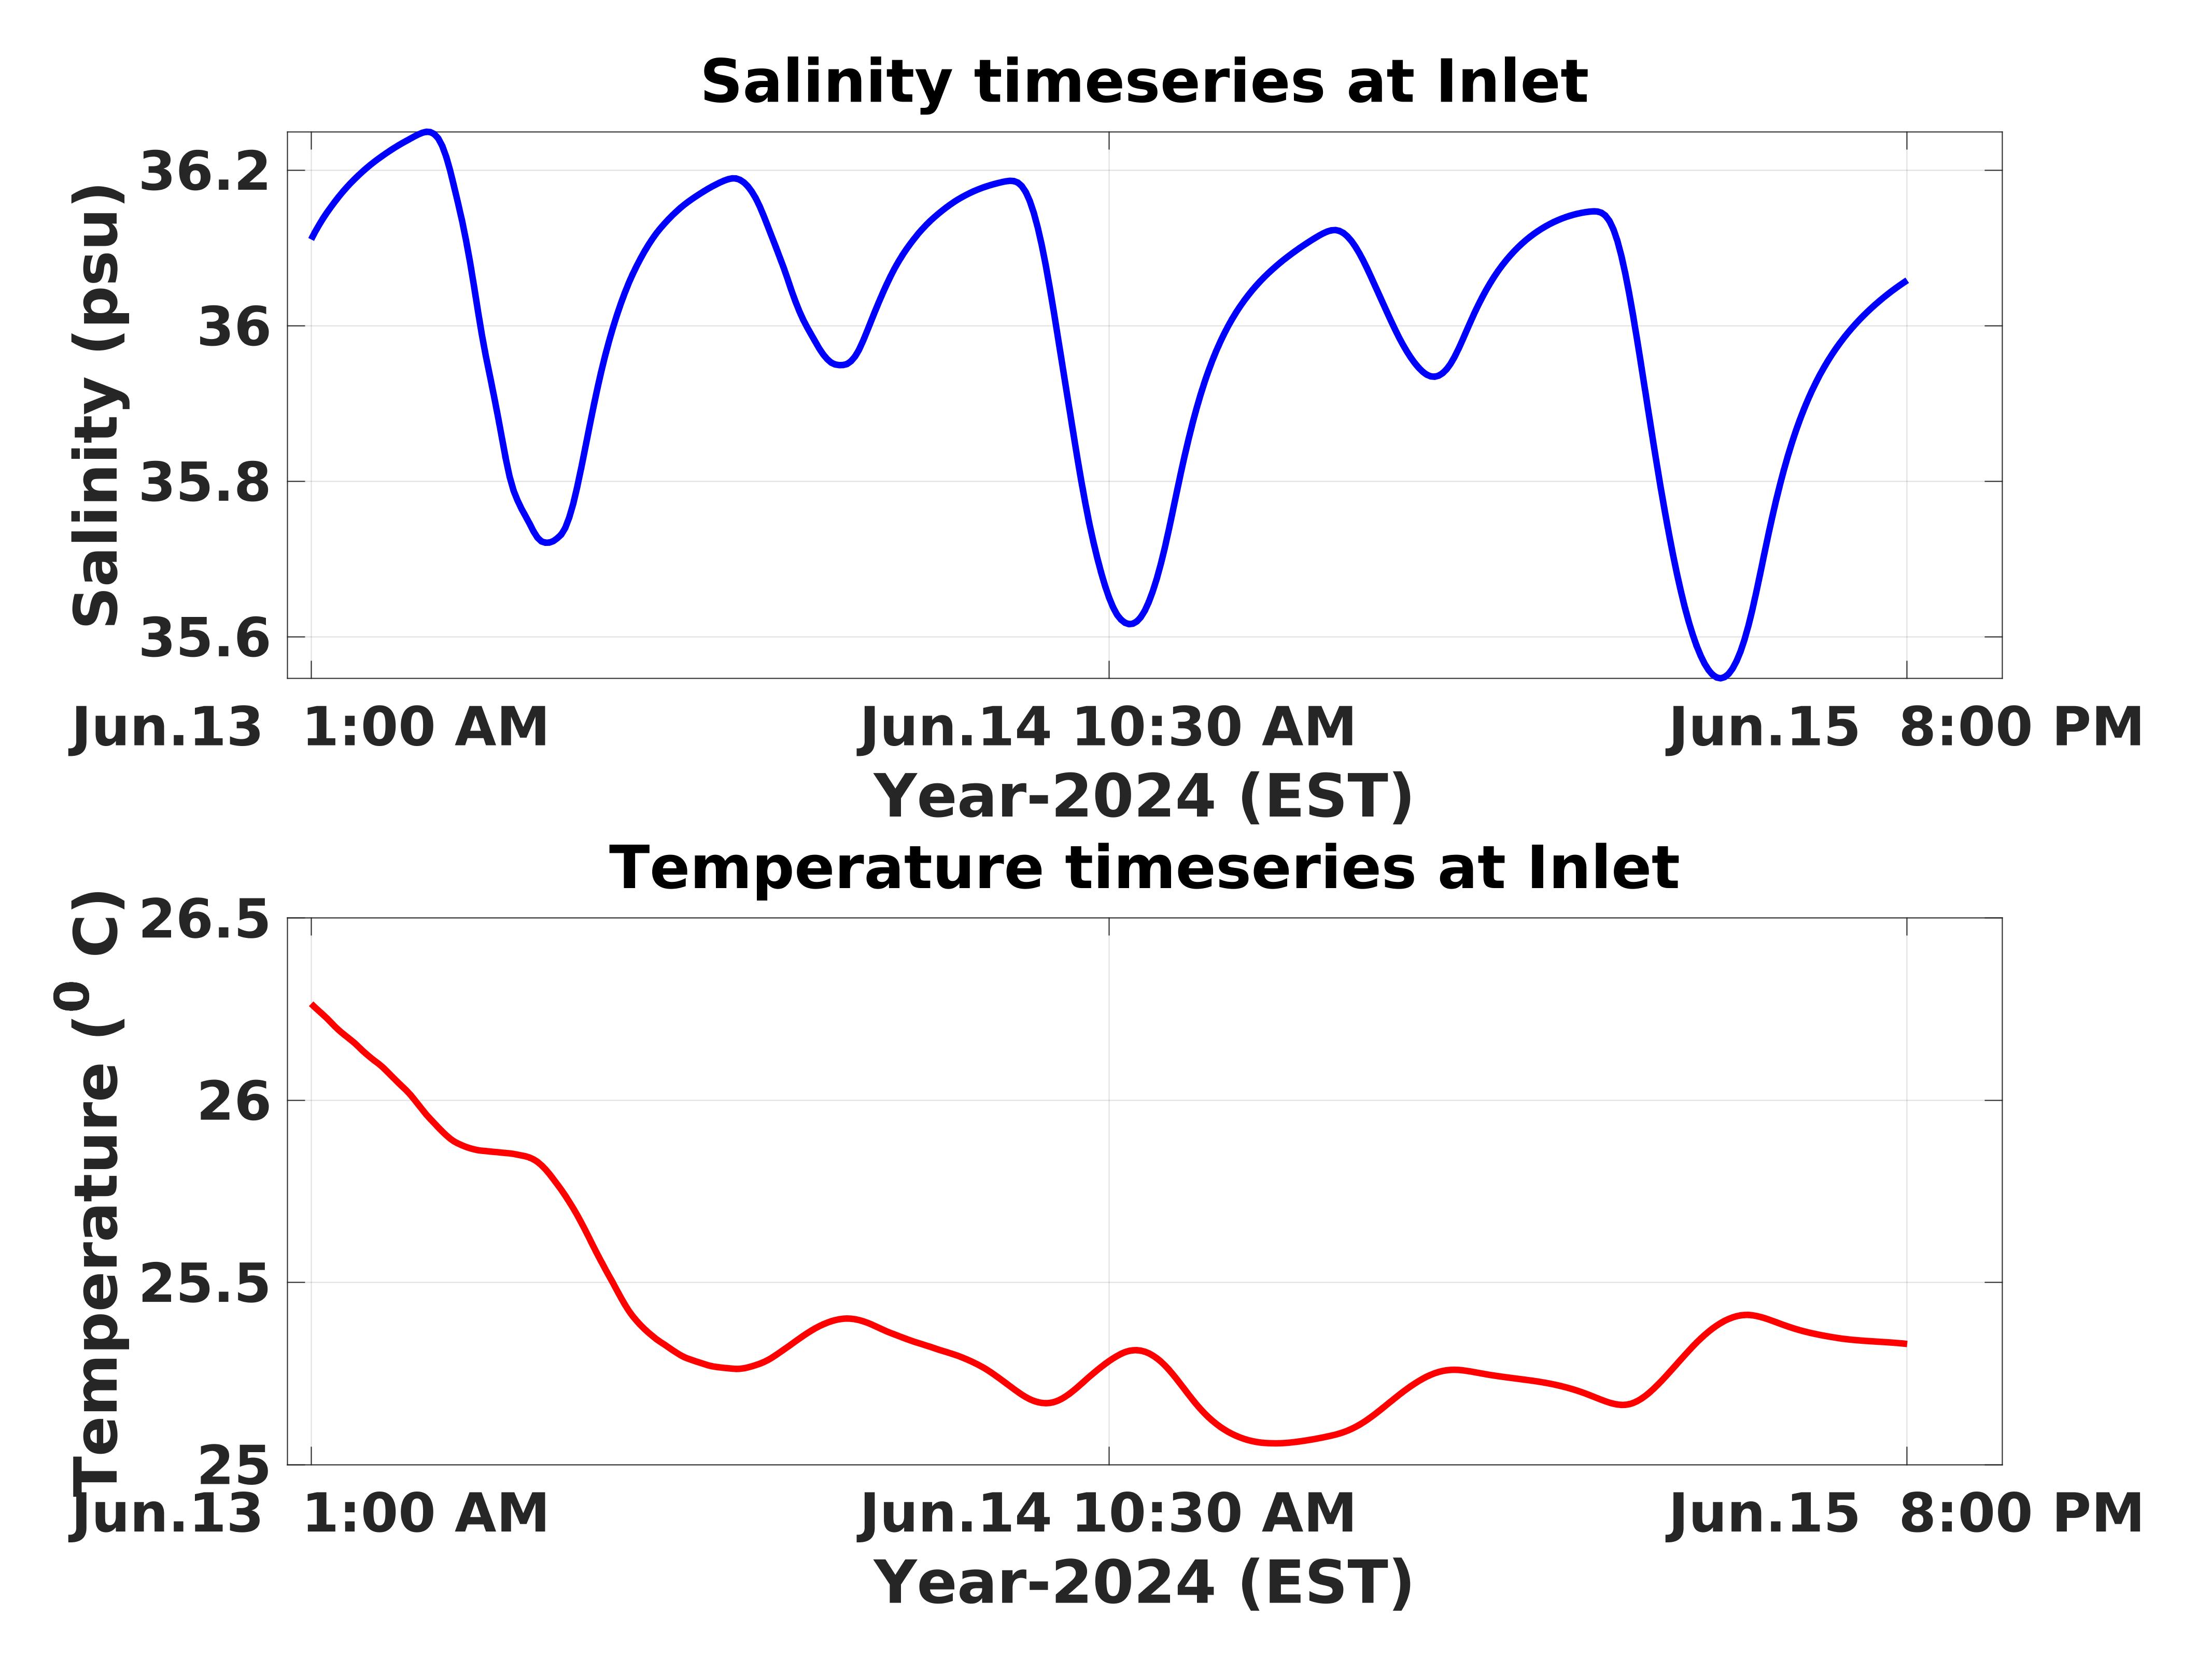 Salinity timeseries at Inlet
Salinity (psu)
36.2
36
35.8
35.6
Jun.13 1:00 AM
Jun.14 10:30 AM
Jun.15 8:00 PM
Year-2024 (EST)
Temperature timeseries at Inlet
Temperature (⁰ C)
26.5
26
25.5
25
Jun.13 1:00 AM
Jun.14 10:30 AM
Jun.15 8:00 PM
Year-2024 (EST)